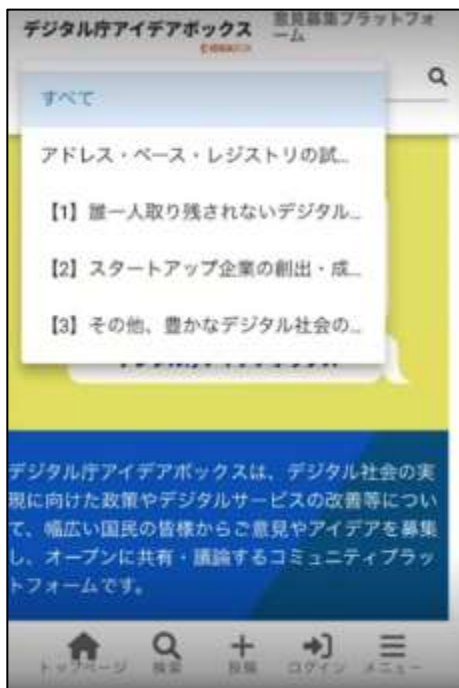 デジタル庁アイデアボックス
意見募集プラットフォ
ーム
すべて
アドレス・ベース・レジストリの試...
【1】誰一人取り残されないデジタル...
【2】スタートアップ企業の創出・成...
【3】その他、豊かなデジタル社会の...
デジタル庁アイデアボックスは、デジタル社会の実
現に向けた政策やデジタルサービスの改善等につい
て、幅広い国民の皆様からご意見やアイデアを募集
し、オープンに共有・議論するコミュニティプラッ
トフォームです。
トップページ
検索
投稿
ログイン
メニュー